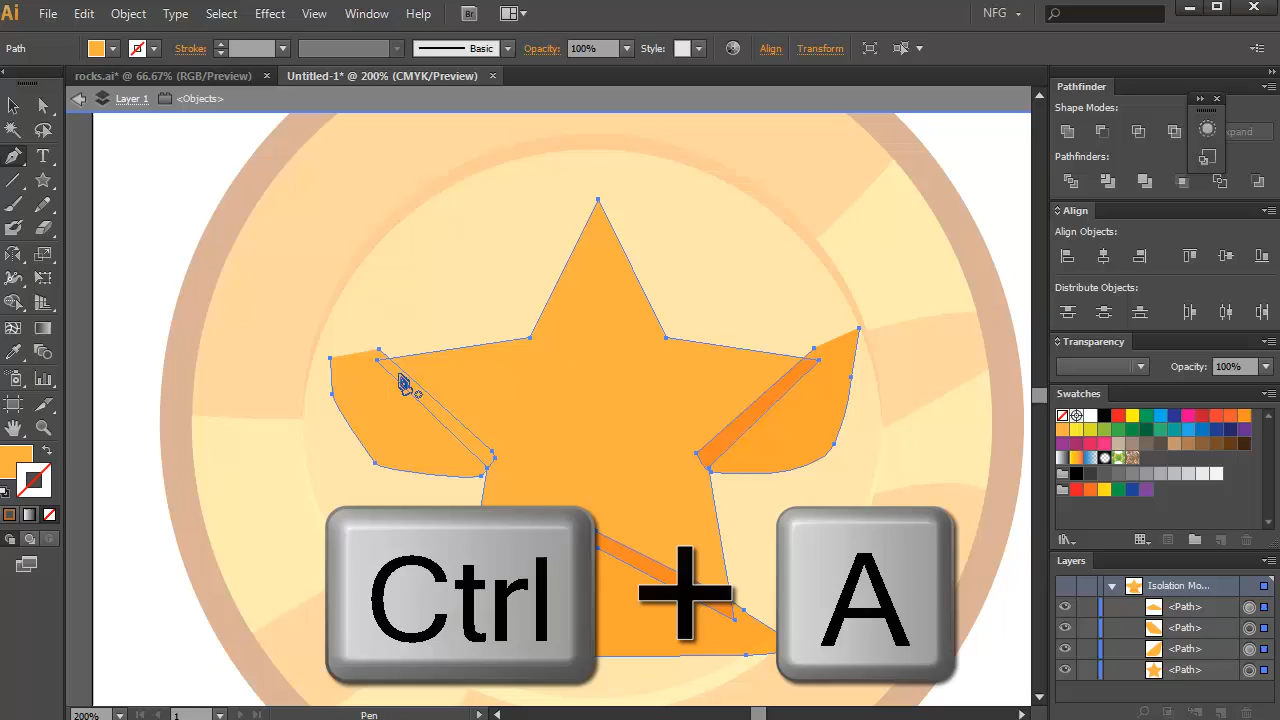 Ai File Edit Object Type Select Effect View Window Help Br NFG
Path Stroke: Basic Opacity: 100% Style: Align Transform
rocks.ai* @ 66.67% (RGB/Preview) × Untitled-1* @ 200% (CMYK/Preview) ×
Layer 1 <Objects>
Pathfinder
Shape Modes:
xpand
Pathfinders:
Align
Align Objects:
Distribute Objects:
Transparency
Opacity: 100%
Swatches
Layers
Isolation Mo...
<Path>
<Path>
<Path>
<Path>
T
Ctrl + A
200% 1 Pen